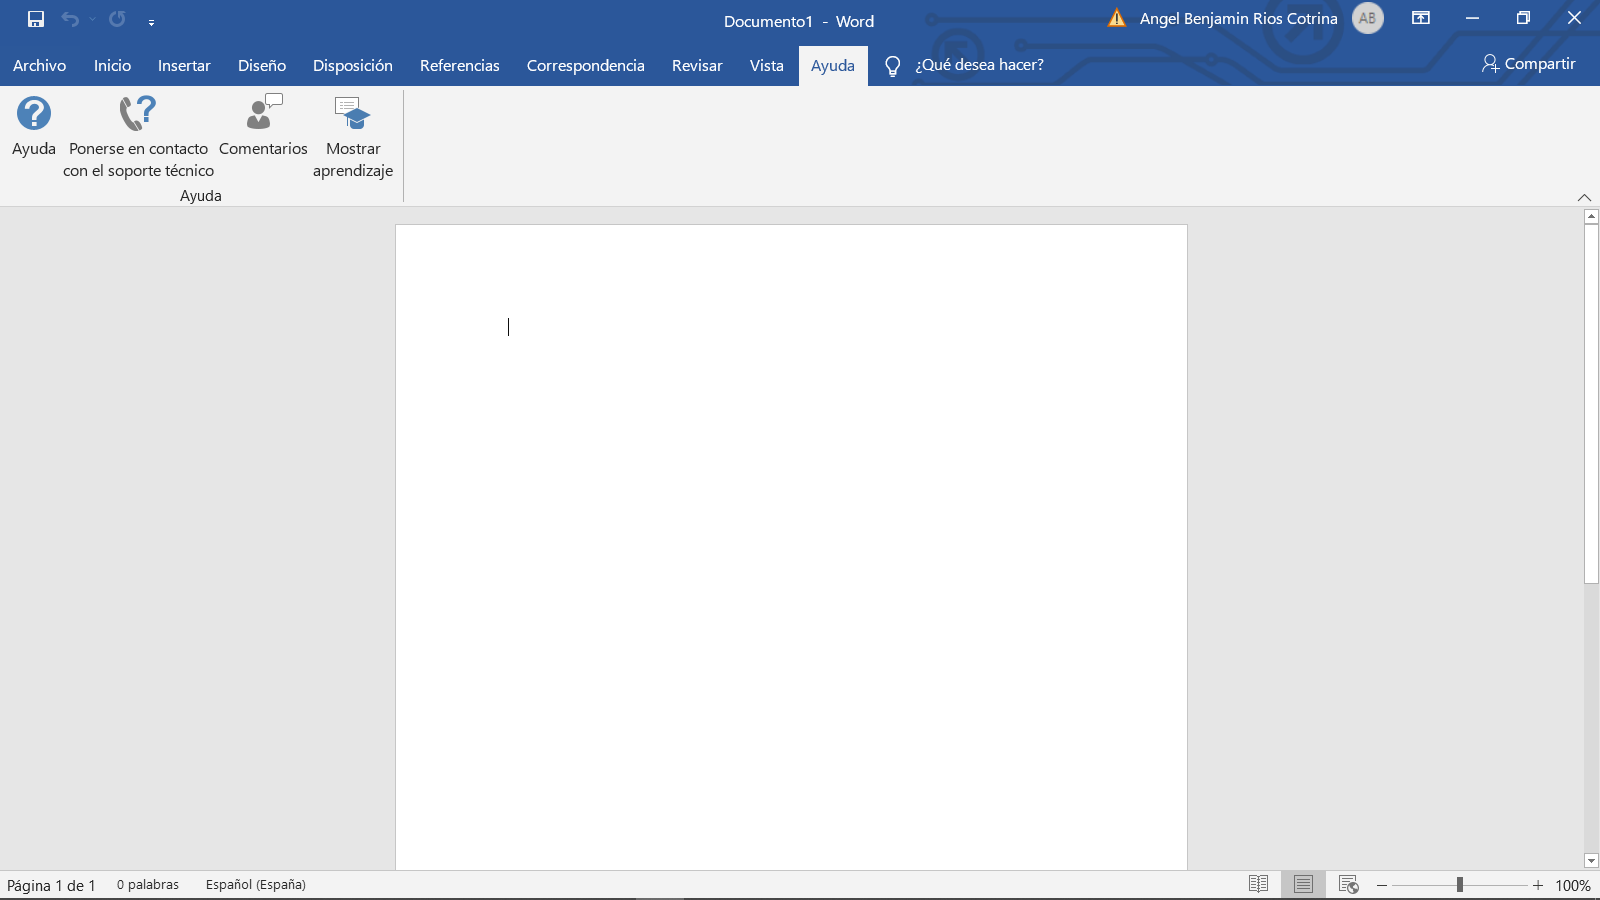 Documento1 - Word
Angel Benjamin Rios Cotrina
AB
Archivo Inicio Insertar Diseño Disposición Referencias Correspondencia Revisar Vista Ayuda ¿Qué desea hacer? Compartir
Ayuda
Ponerse en contacto
con el soporte técnico
Comentarios
Mostrar
aprendizaje
Ayuda
Página 1 de 1 0 palabras Español (España) 100%